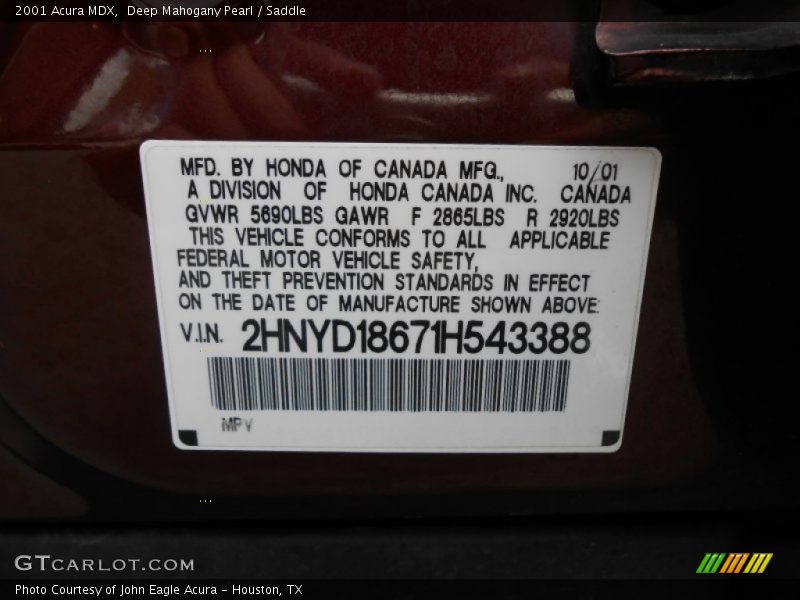 2001 Acura MDX,  Deep Mahogany Pearl / Saddle
MFD. BY HONDA OF CANADA MFG., 10/01
A DIVISION OF HONDA CANADA INC. CANADA
GVWR 5690LBS GAWR F 2865LBS R 2920LBS
THIS VEHICLE CONFORMS TO ALL APPLICABLE
FEDERAL MOTOR VEHICLE SAFETY,
AND THEFT PREVENTION STANDARDS IN EFFECT
ON THE DATE OF MANUFACTURE SHOWN ABOVE:
V.I.N. 2HNYD18671H543388
MPV
GTCARLOT.COM
Photo Courtesy of John Eagle Acura - Houston, TX